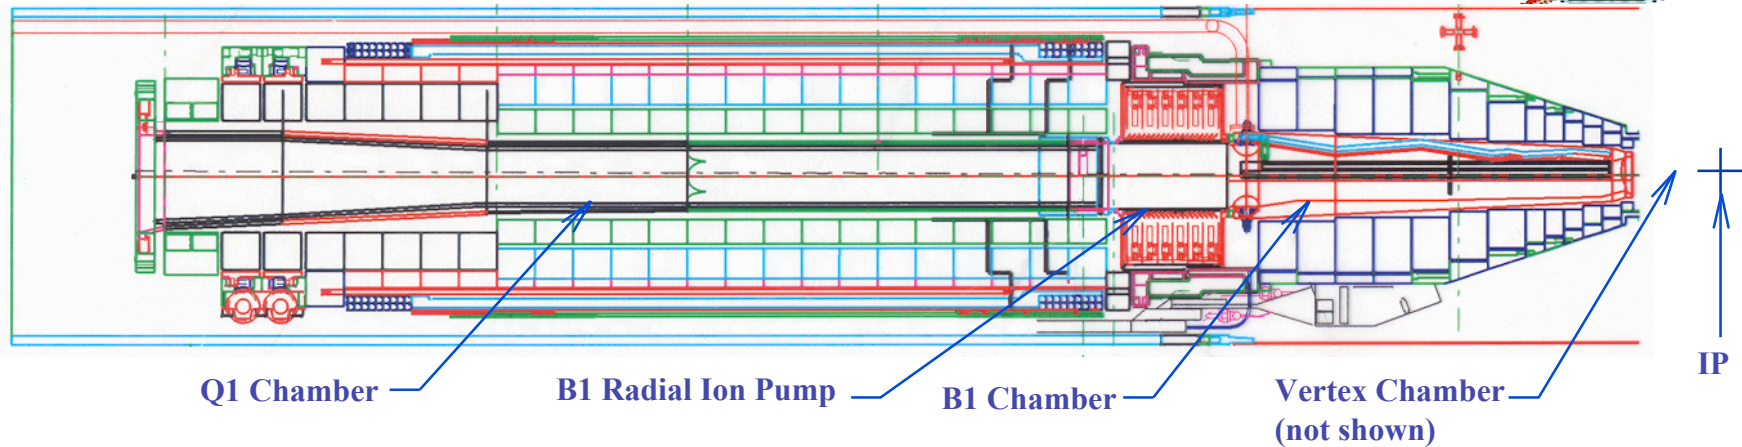 Q1 Chamber
B1 Radial Ion Pump
B1 Chamber
Vertex Chamber
(not shown)
IP